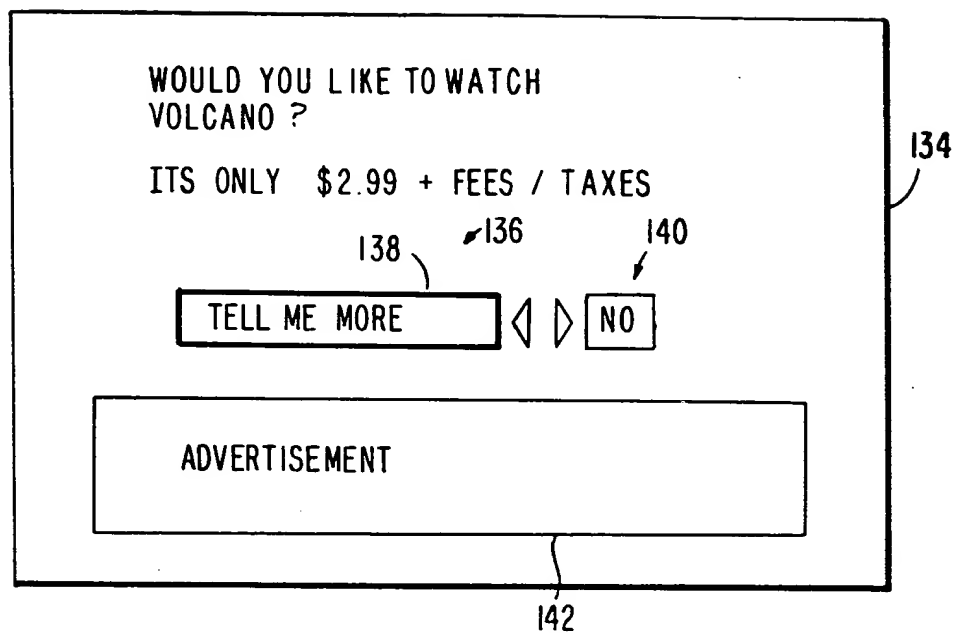 WOULD YOU LIKE TO WATCH
VOLCANO ?
ITS ONLY $2.99 + FEES / TAXES
134
136
138
140
TELL ME MORE
NO
ADVERTISEMENT
142